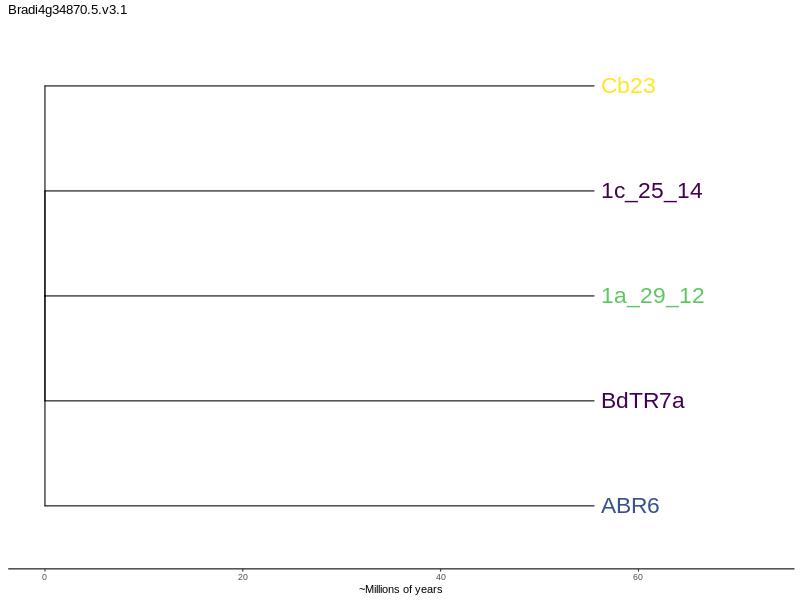 Bradi4g34870.5.v3.1
Cb23
1c_25_14
1a_29_12
BdTR7a
ABR6
0 20 40 60
~Millions of years